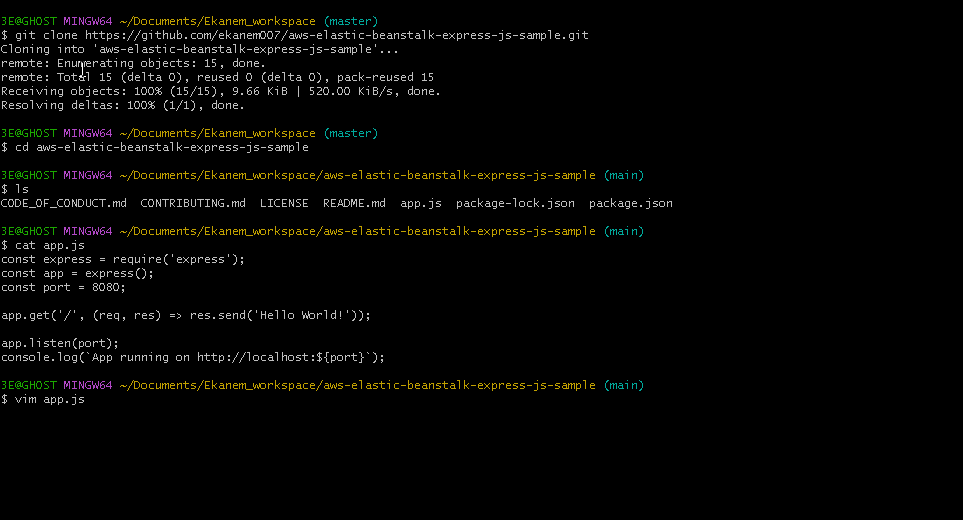 3E@GHOST MINGW64 ~/Documents/Ekanem_workspace (master)
$ git clone https://github.com/ekanem007/aws-elastic-beanstalk-express-js-sample.git
Cloning into 'aws-elastic-beanstalk-express-js-sample'...
remote: Enumerating objects: 15, done.
remote: Total 15 (delta 0), reused 0 (delta 0), pack-reused 15
Receiving objects: 100% (15/15), 9.66 KiB | 520.00 KiB/s, done.
Resolving deltas: 100% (1/1), done.
3E@GHOST MINGW64 ~/Documents/Ekanem_workspace (master)
$ cd aws-elastic-beanstalk-express-js-sample
3E@GHOST MINGW64 ~/Documents/Ekanem_workspace/aws-elastic-beanstalk-express-js-sample (main)
$ ls
CODE_OF_CONDUCT.md  CONTRIBUTING.md  LICENSE  README.md  app.js  package-lock.json  package.json
3E@GHOST MINGW64 ~/Documents/Ekanem_workspace/aws-elastic-beanstalk-express-js-sample (main)
$ cat app.js
const express = require('express');
const app = express();
const port = 8080;
app.get('/', (req, res) => res.send('Hello World!'));
app.listen(port);
console.log(`App running on http://localhost:${port}`);
3E@GHOST MINGW64 ~/Documents/Ekanem_workspace/aws-elastic-beanstalk-express-js-sample (main)
$ vim app.js